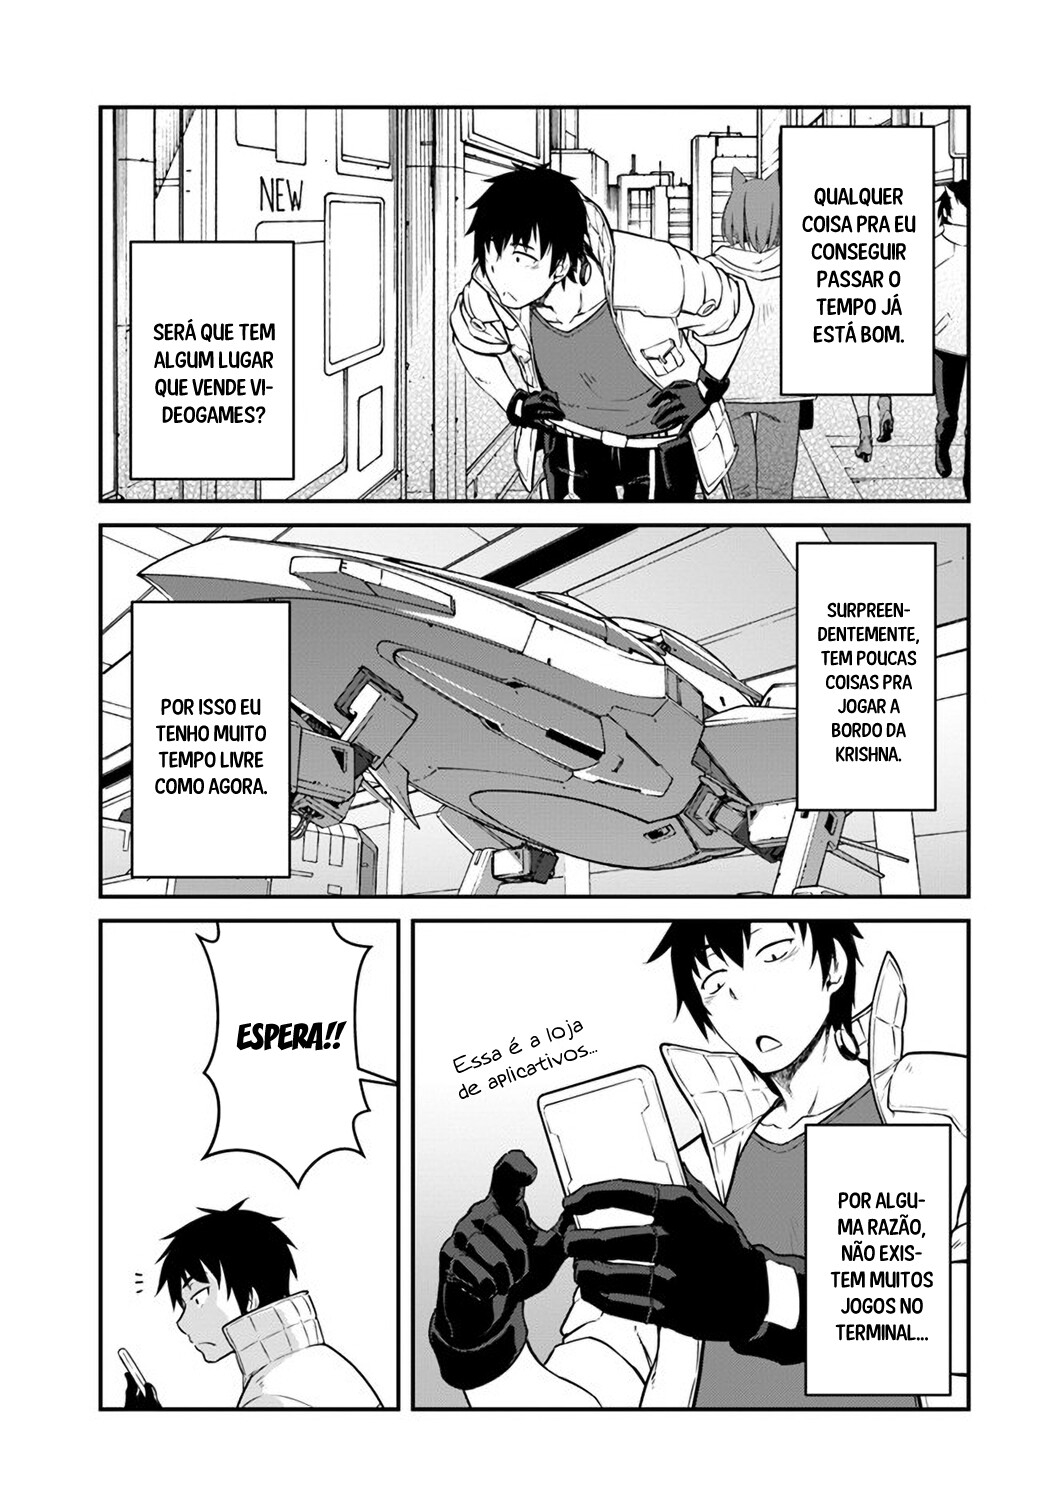 QUALQUER
COISA PRA EU
CONSEGUIR
PASSAR O
TEMPO JÁ
ESTÁ BOM.
NEW
SERÁ QUE TEM
ALGUM LUGAR
QUE VENDE VI-
DEOGAMES?
SURPREEN-
DENTEMENTE,
TEM POUCAS
COISAS PRA
JOGAR A
BORDO DA
KRISHNA.
POR ISSO EU
TENHO MUITO
TEMPO LIVRE
COMO AGORA.
Essa é a loja
de aplicativos...
POR ALGU-
MA RAZÃO,
NÃO EXIS-
TEM MUITOS
JOGOS NO
TERMINAL...
ESPERA!!